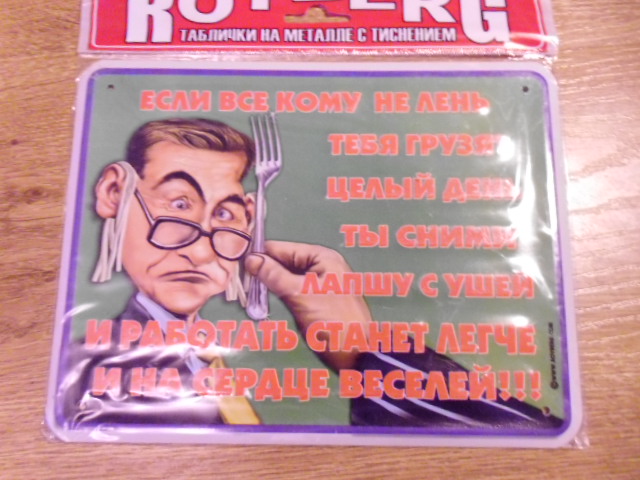 ROTBERG
ТАБЛИЧКИ НА МЕТАЛЛЕ С ТИСНЕНИЕМ
ЕСЛИ ВСЕ КОМУ НЕ ЛЕНЬ
ТЕБЯ ГРУЗЯТ
ЦЕЛЫЙ ДЕНЬ
ТЫ СНИМИ
ЛАПШУ С УШЕЙ
И РАБОТАТЬ СТАНЕТ ЛЕГЧЕ
И НА СЕРДЦЕ ВЕСЕЛЕЙ!!!